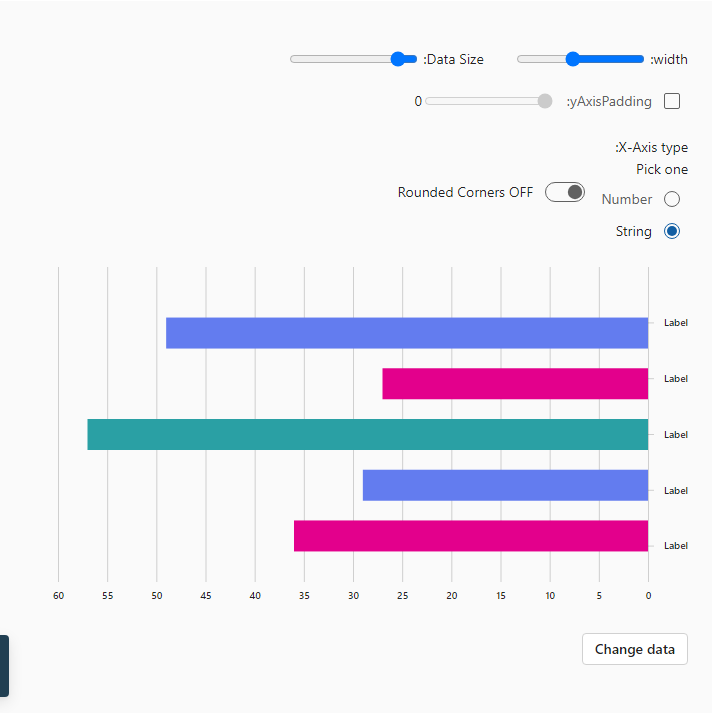 :width
:Data Size
:yAxisPadding
0
:X-Axis type
Pick one
Number
Rounded Corners OFF
String
Label
Label
Label
Label
Label
60 55 50 45 40 35 30 25 20 15 10 5 0
Change data